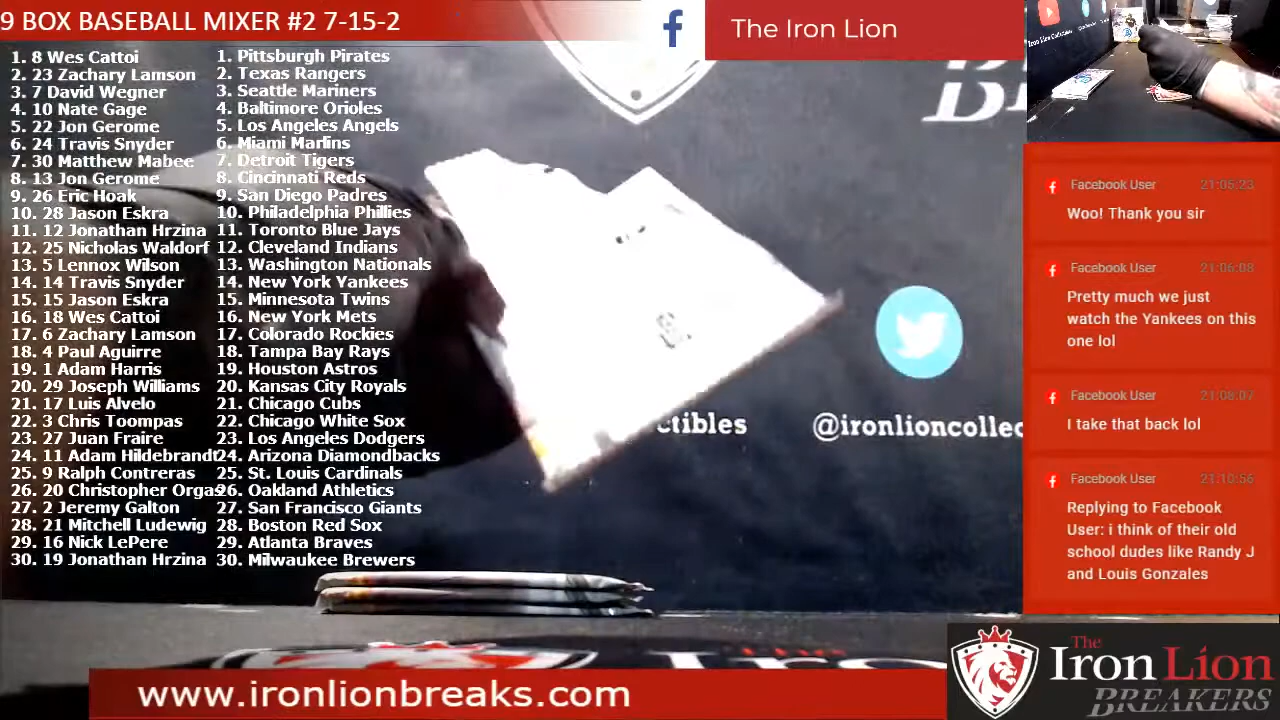 9 BOX BASEBALL MIXER #2 7-15-2
The Iron Lion
1. 8 Wes Cattoi
2. 23 Zachary Lamson
3. 7 David Wegner
4. 10 Nate Gage
5. 22 Jon Gerome
6. 24 Travis Snyder
7. 30 Matthew Mabee
8. 13 Jon Gerome
9. 26 Eric Hoak
10. 28 Jason Eskra
11. 12 Jonathan Hrzina
12. 25 Nicholas Waldorf
13. 5 Lennox Wilson
14. 14 Travis Snyder
15. 15 Jason Eskra
16. 18 Wes Cattoi
17. 6 Zachary Lamson
18. 4 Paul Aguirre
19. 1 Adam Harris
20. 29 Joseph Williams
21. 17 Luis Alvelo
22. 3 Chris Toompas
23. 27 Juan Fraire
24. 11 Adam Hildebrandt
25. 9 Ralph Contreras
26. 20 Christopher Orgas
27. 2 Jeremy Galton
28. 21 Mitchell Ludewig
29. 16 Nick LePere
30. 19 Jonathan Hrzina
1. Pittsburgh Pirates
2. Texas Rangers
3. Seattle Mariners
4. Baltimore Orioles
5. Los Angeles Angels
6. Miami Marlins
7. Detroit Tigers
8. Cincinnati Reds
9. San Diego Padres
10. Philadelphia Phillies
11. Toronto Blue Jays
12. Cleveland Indians
13. Washington Nationals
14. New York Yankees
15. Minnesota Twins
16. New York Mets
17. Colorado Rockies
18. Tampa Bay Rays
19. Houston Astros
20. Kansas City Royals
21. Chicago Cubs
22. Chicago White Sox
23. Los Angeles Dodgers
24. Arizona Diamondbacks
25. St. Louis Cardinals
26. Oakland Athletics
27. San Francisco Giants
28. Boston Red Sox
29. Atlanta Braves
30. Milwaukee Brewers
ctibles
@ironlioncollec
Facebook User 21:05:23
Woo! Thank you sir
Facebook User 21:06:08
Pretty much we just
watch the Yankees on this
one lol
Facebook User 21:08:07
I take that back lol
Facebook User 21:10:56
Replying to Facebook
User: i think of their old
school dudes like Randy J
and Louis Gonzales
www.ironlionbreaks.com
The
Iron Lion
BREAKERS